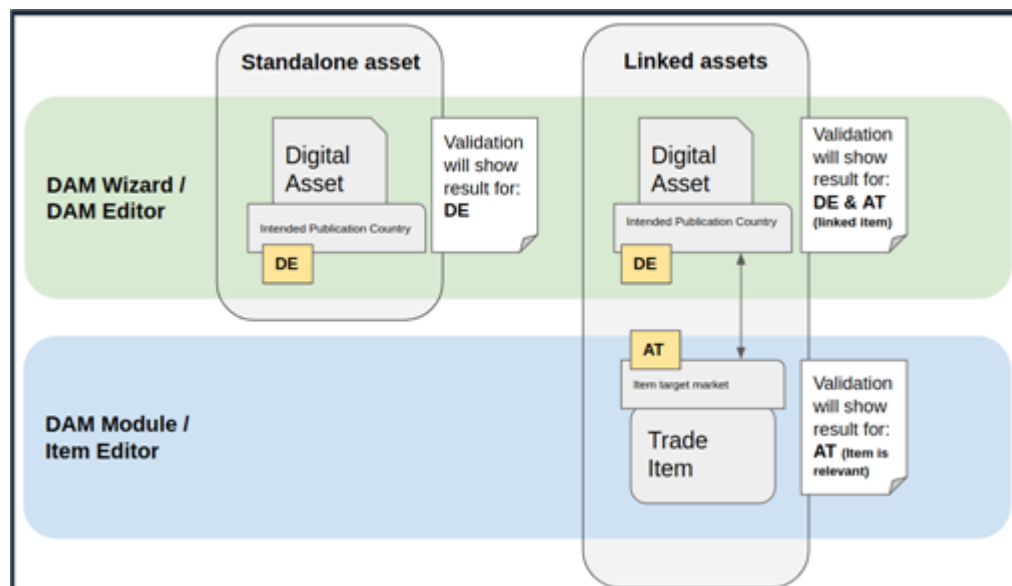 Standalone asset
Linked assets
DAM Wizard /
DAM Editor
Digital
Asset
Intended Publication Country
DE
Validation
will show
result for:
DE
Digital
Asset
Intended Publication Country
DE
Validation
will show
result for:
DE & AT
(linked item)
DAM Module /
Item Editor
AT
Item target market
Trade
Item
Validation
will show
result for:
AT (Item is
relevant)